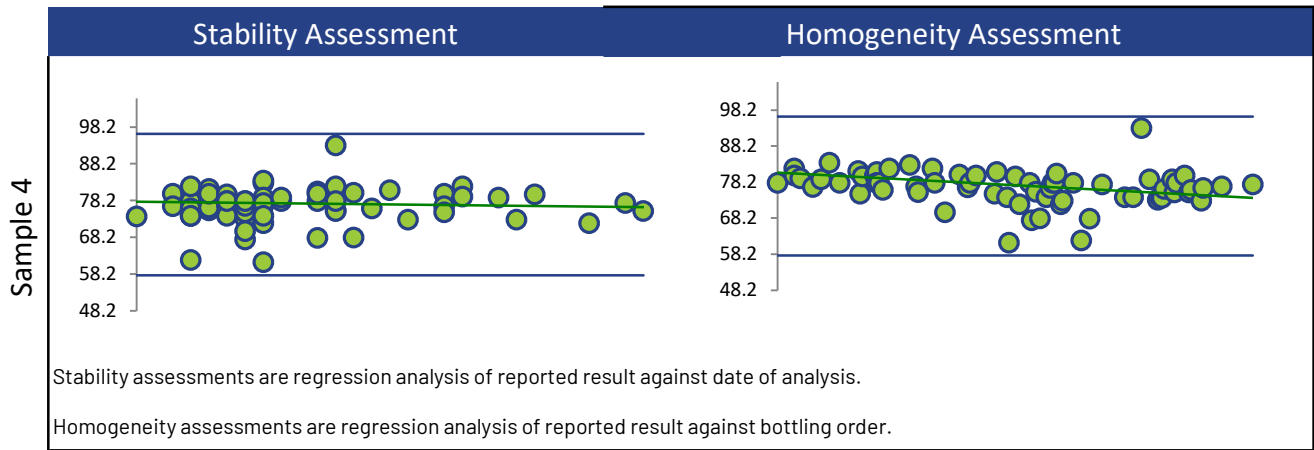 Stability Assessment
Homogeneity Assessment
Sample 4
98.2
88.2
78.2
68.2
58.2
48.2
98.2
88.2
78.2
68.2
58.2
48.2
Stability assessments are regression analysis of reported result against date of analysis.
Homogeneity assessments are regression analysis of reported result against bottling order.